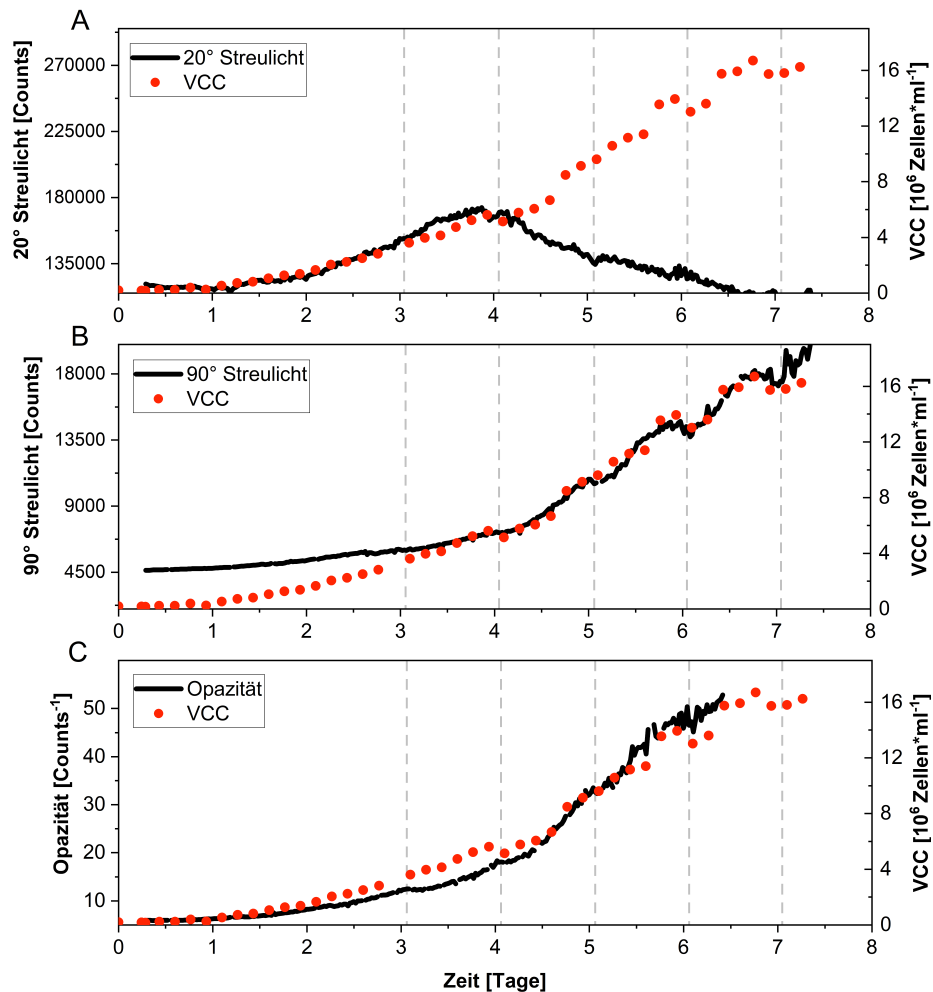 A
20° Streulicht [Counts]
270000
225000
180000
135000
20° Streulicht
VCC
16
12
8
4
0
VCC [10⁶ Zellen*ml⁻¹]
0 1 2 3 4 5 6 7 8
B
90° Streulicht [Counts]
18000
13500
9000
4500
90° Streulicht
VCC
16
12
8
4
0
VCC [10⁶ Zellen*ml⁻¹]
0 1 2 3 4 5 6 7 8
C
Opazität [Counts⁻¹]
50
40
30
20
10
Opazität
VCC
16
12
8
4
0
VCC [10⁶ Zellen*ml⁻¹]
0 1 2 3 4 5 6 7 8
Zeit [Tage]